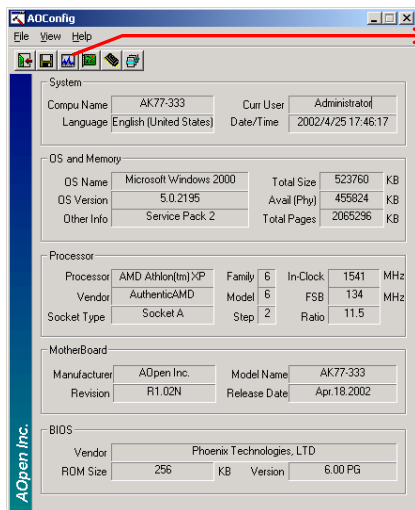 AOConfig
File View Help
System
Compu Name AK77-333 Curr User Administrator
Language English (United States) Date/Time 2002/4/25 17:46:17
OS and Memory
OS Name Microsoft Windows 2000 Total Size 523760 KB
OS Version 5.0.2195 Avail (Phy) 455824 KB
Other Info Service Pack 2 Total Pages 2065296 KB
Processor
Processor AMD Athlon(tm) XP Family 6 In-Clock 1541 MHz
Vendor AuthenticAMD Model 6 FSB 134 MHz
Socket Type Socket A Step 2 Ratio 11.5
MotherBoard
Manufacturer AOpen Inc. Model Name AK77-333
Revision R1.02N Release Date Apr.18.2002
BIOS
Vendor Phoenix Technologies, LTD
ROM Size 256 KB Version 6.00 PG
AOpen Inc.